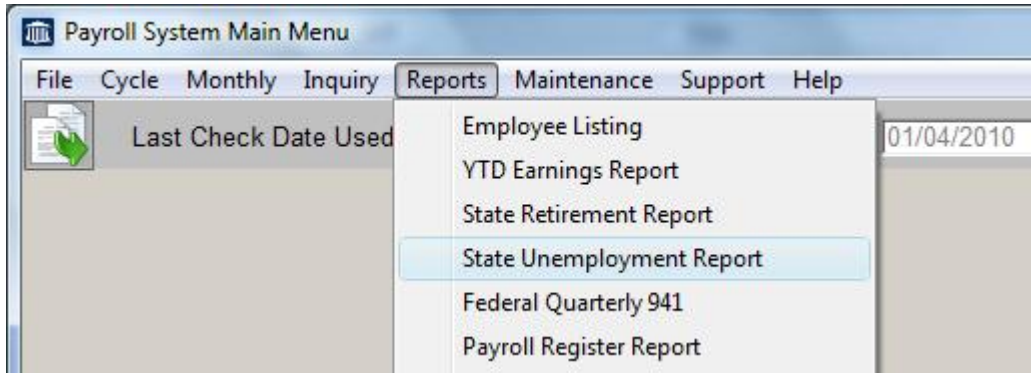 Payroll System Main Menu
File Cycle Monthly Inquiry Reports Maintenance Support Help
Last Check Date Used 01/04/2010
Employee Listing
YTD Earnings Report
State Retirement Report
State Unemployment Report
Federal Quarterly 941
Payroll Register Report